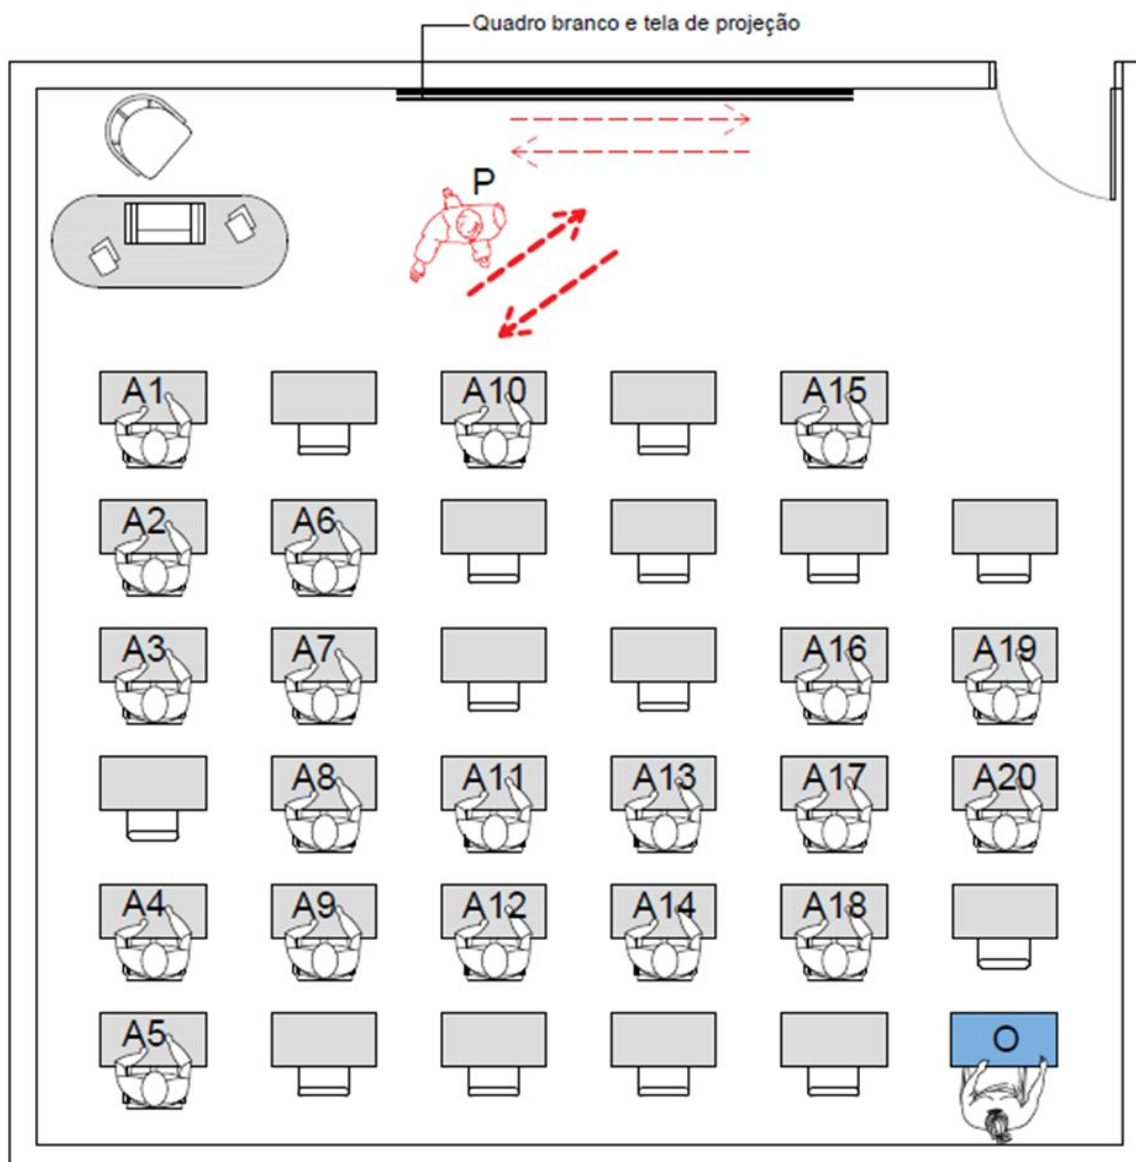 Quadro branco e tela de projeção
P
A1 A10 A15
A2 A6
A3 A7 A16 A19
A8 A11 A13 A17 A20
A4 A9 A12 A14 A18
A5 O